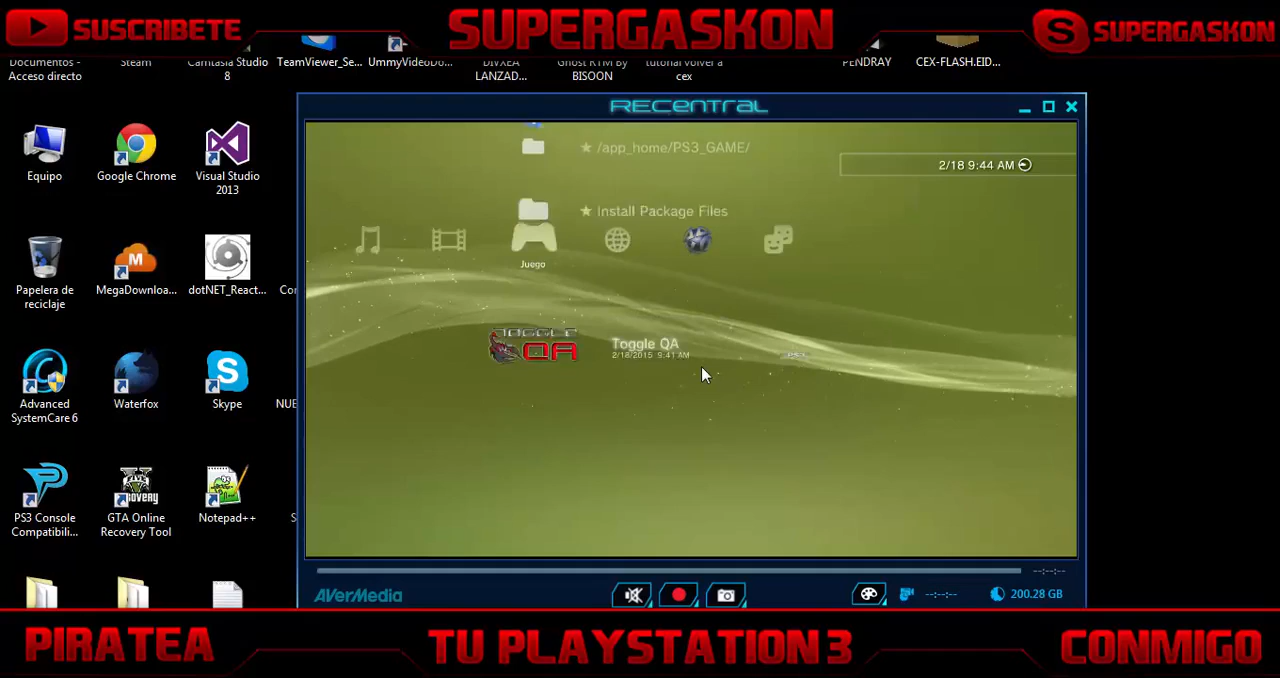 SUSCRIBETE
SUPERGASKON
SUPERGASKON
Documentos -
Acceso directo
Steam
Camtasia Studio
8
TeamViewer_Se...
UmmyVideoDo...
DIVXEA
LANZAD...
Ghost RTM By
BISOON
tutorial volver a
cex
PENDRAY
CEX-FLASH.EID...
RECentral
Equipo
Google Chrome
Visual Studio
2013
/app_home/PS3_GAME/
2/18 9:44 AM
Install Package Files
Juego
Papelera de
reciclaje
MegaDownloa...
dotNET_React...
TOGGLE
QA
Toggle QA
2/18/2015 9:41 AM
Advanced
SystemCare 6
Waterfox
Skype
PS3 Console
Compatibili...
GTA Online
Recovery Tool
Notepad++
AVerMedia
--:--:--
--:--:--
200.28 GB
PIRATEA
TU PLAYSTATION 3
CONMIGO